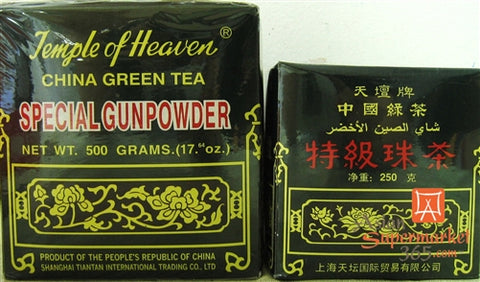 Temple of Heaven®
CHINA GREEN TEA
SPECIAL GUNPOWDER
NET WT. 500 GRAMS.(17.64oz.)
PRODUCT OF THE PEOPLE'S REPUBLIC OF CHINA
SHANGHAI TIANTAN INTERNATIONAL TRADING CO., LTD
天壇牌
中國綠茶
شاي الصين الأخضر
特級珠茶
净重: 250 克
上海天坛国际贸易有限公司
Supermarket
365.com